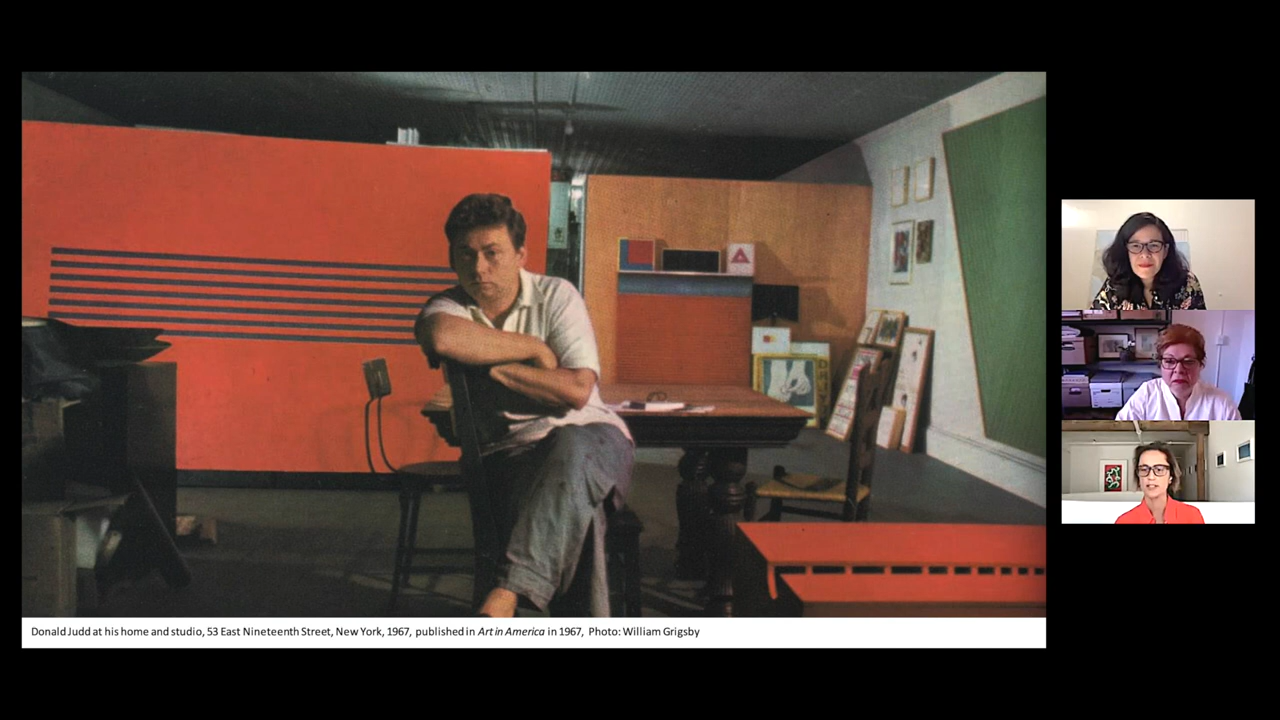 Donald Judd at his home and studio, 53 East Nineteenth Street, New York, 1967, published in Art in America in 1967, Photo: William Grigsby